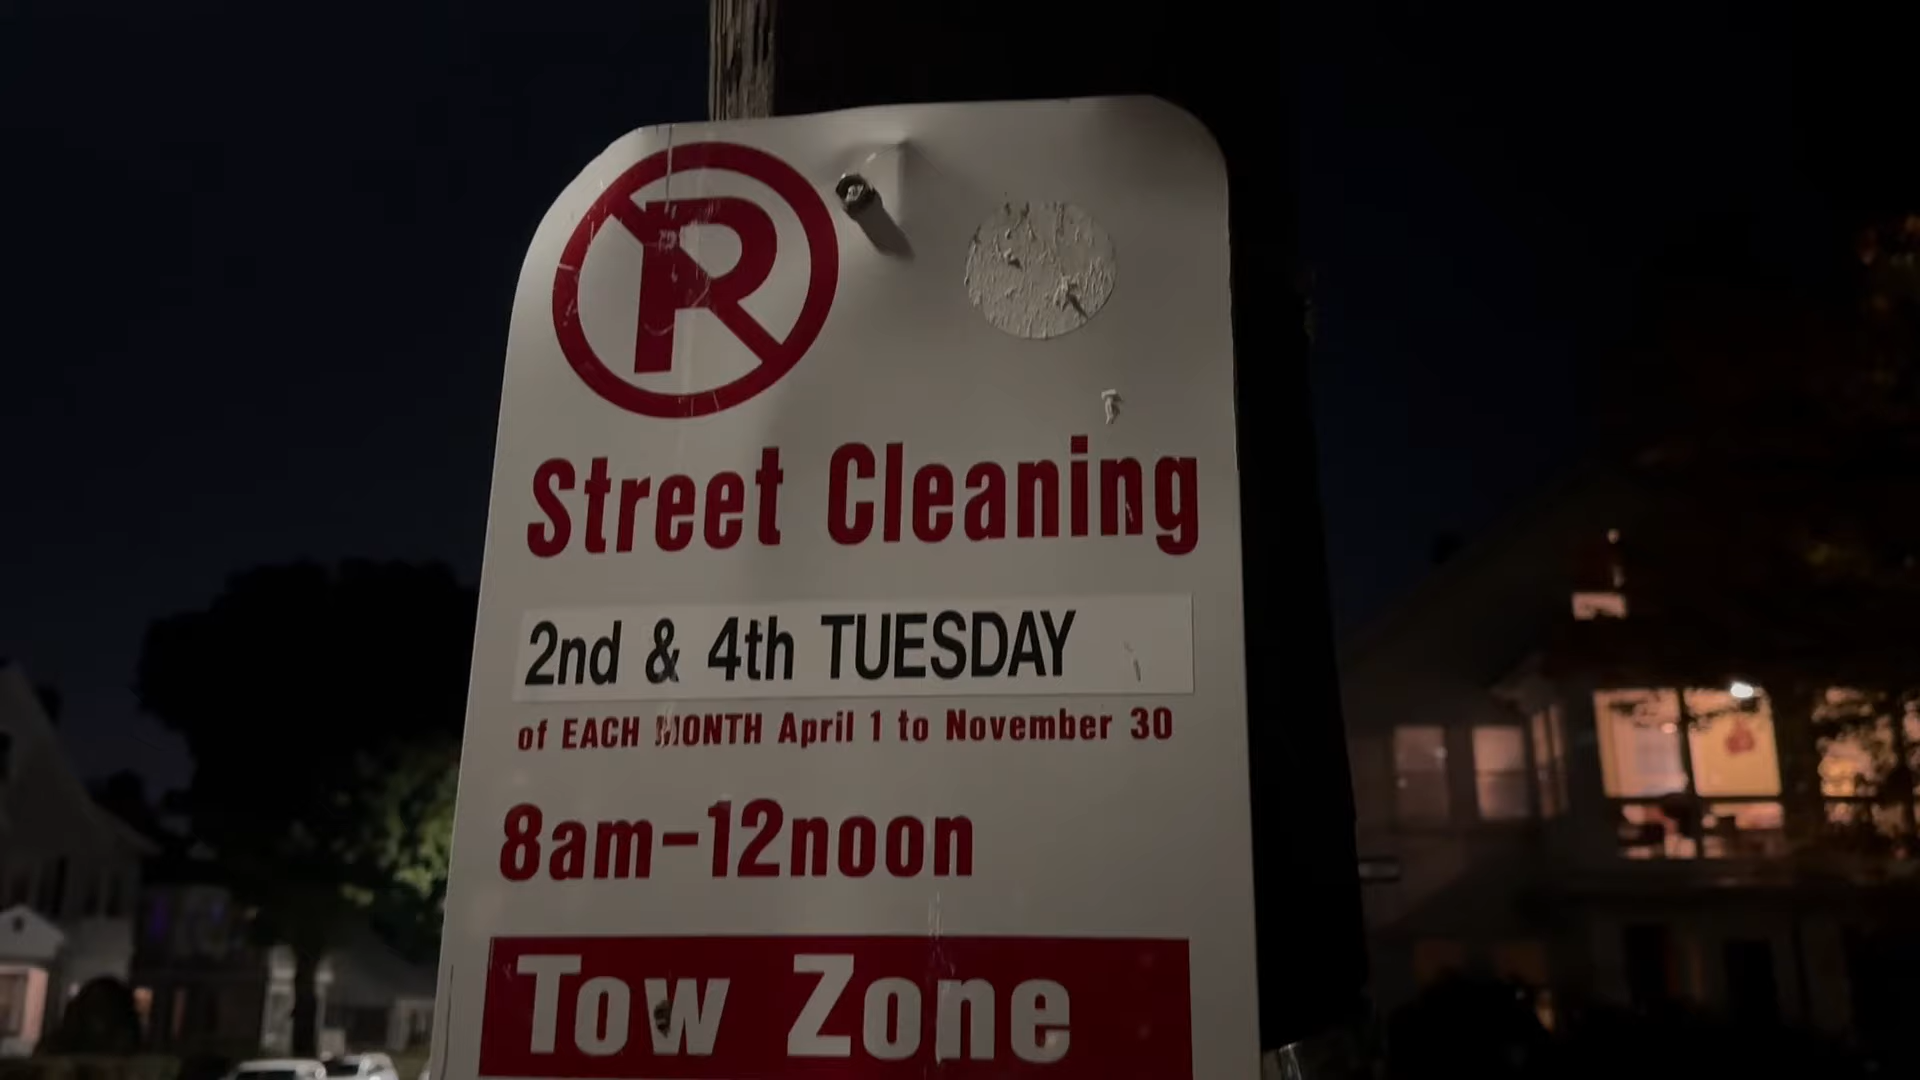 P
Street Cleaning
2nd & 4th TUESDAY
of EACH MONTH April 1 to November 30
8am-12noon
Tow Zone